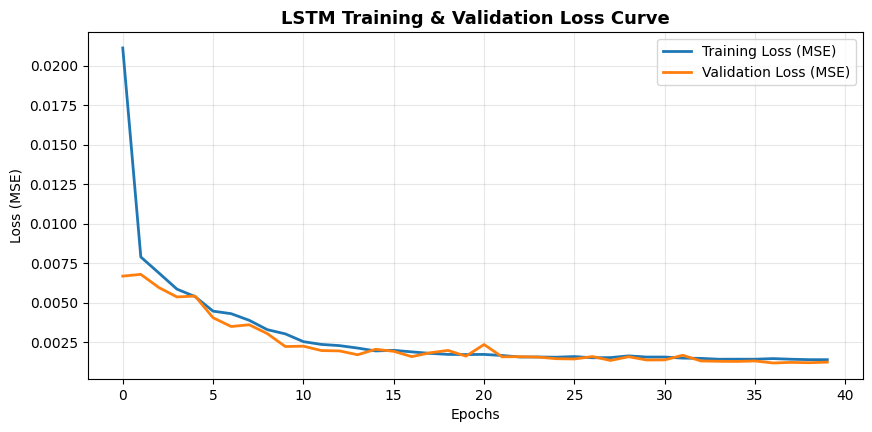 LSTM Training & Validation Loss Curve
Training Loss (MSE)
Validation Loss (MSE)
Loss (MSE)
0.0200
0.0175
0.0150
0.0125
0.0100
0.0075
0.0050
0.0025
0 5 10 15 20 25 30 35 40
Epochs